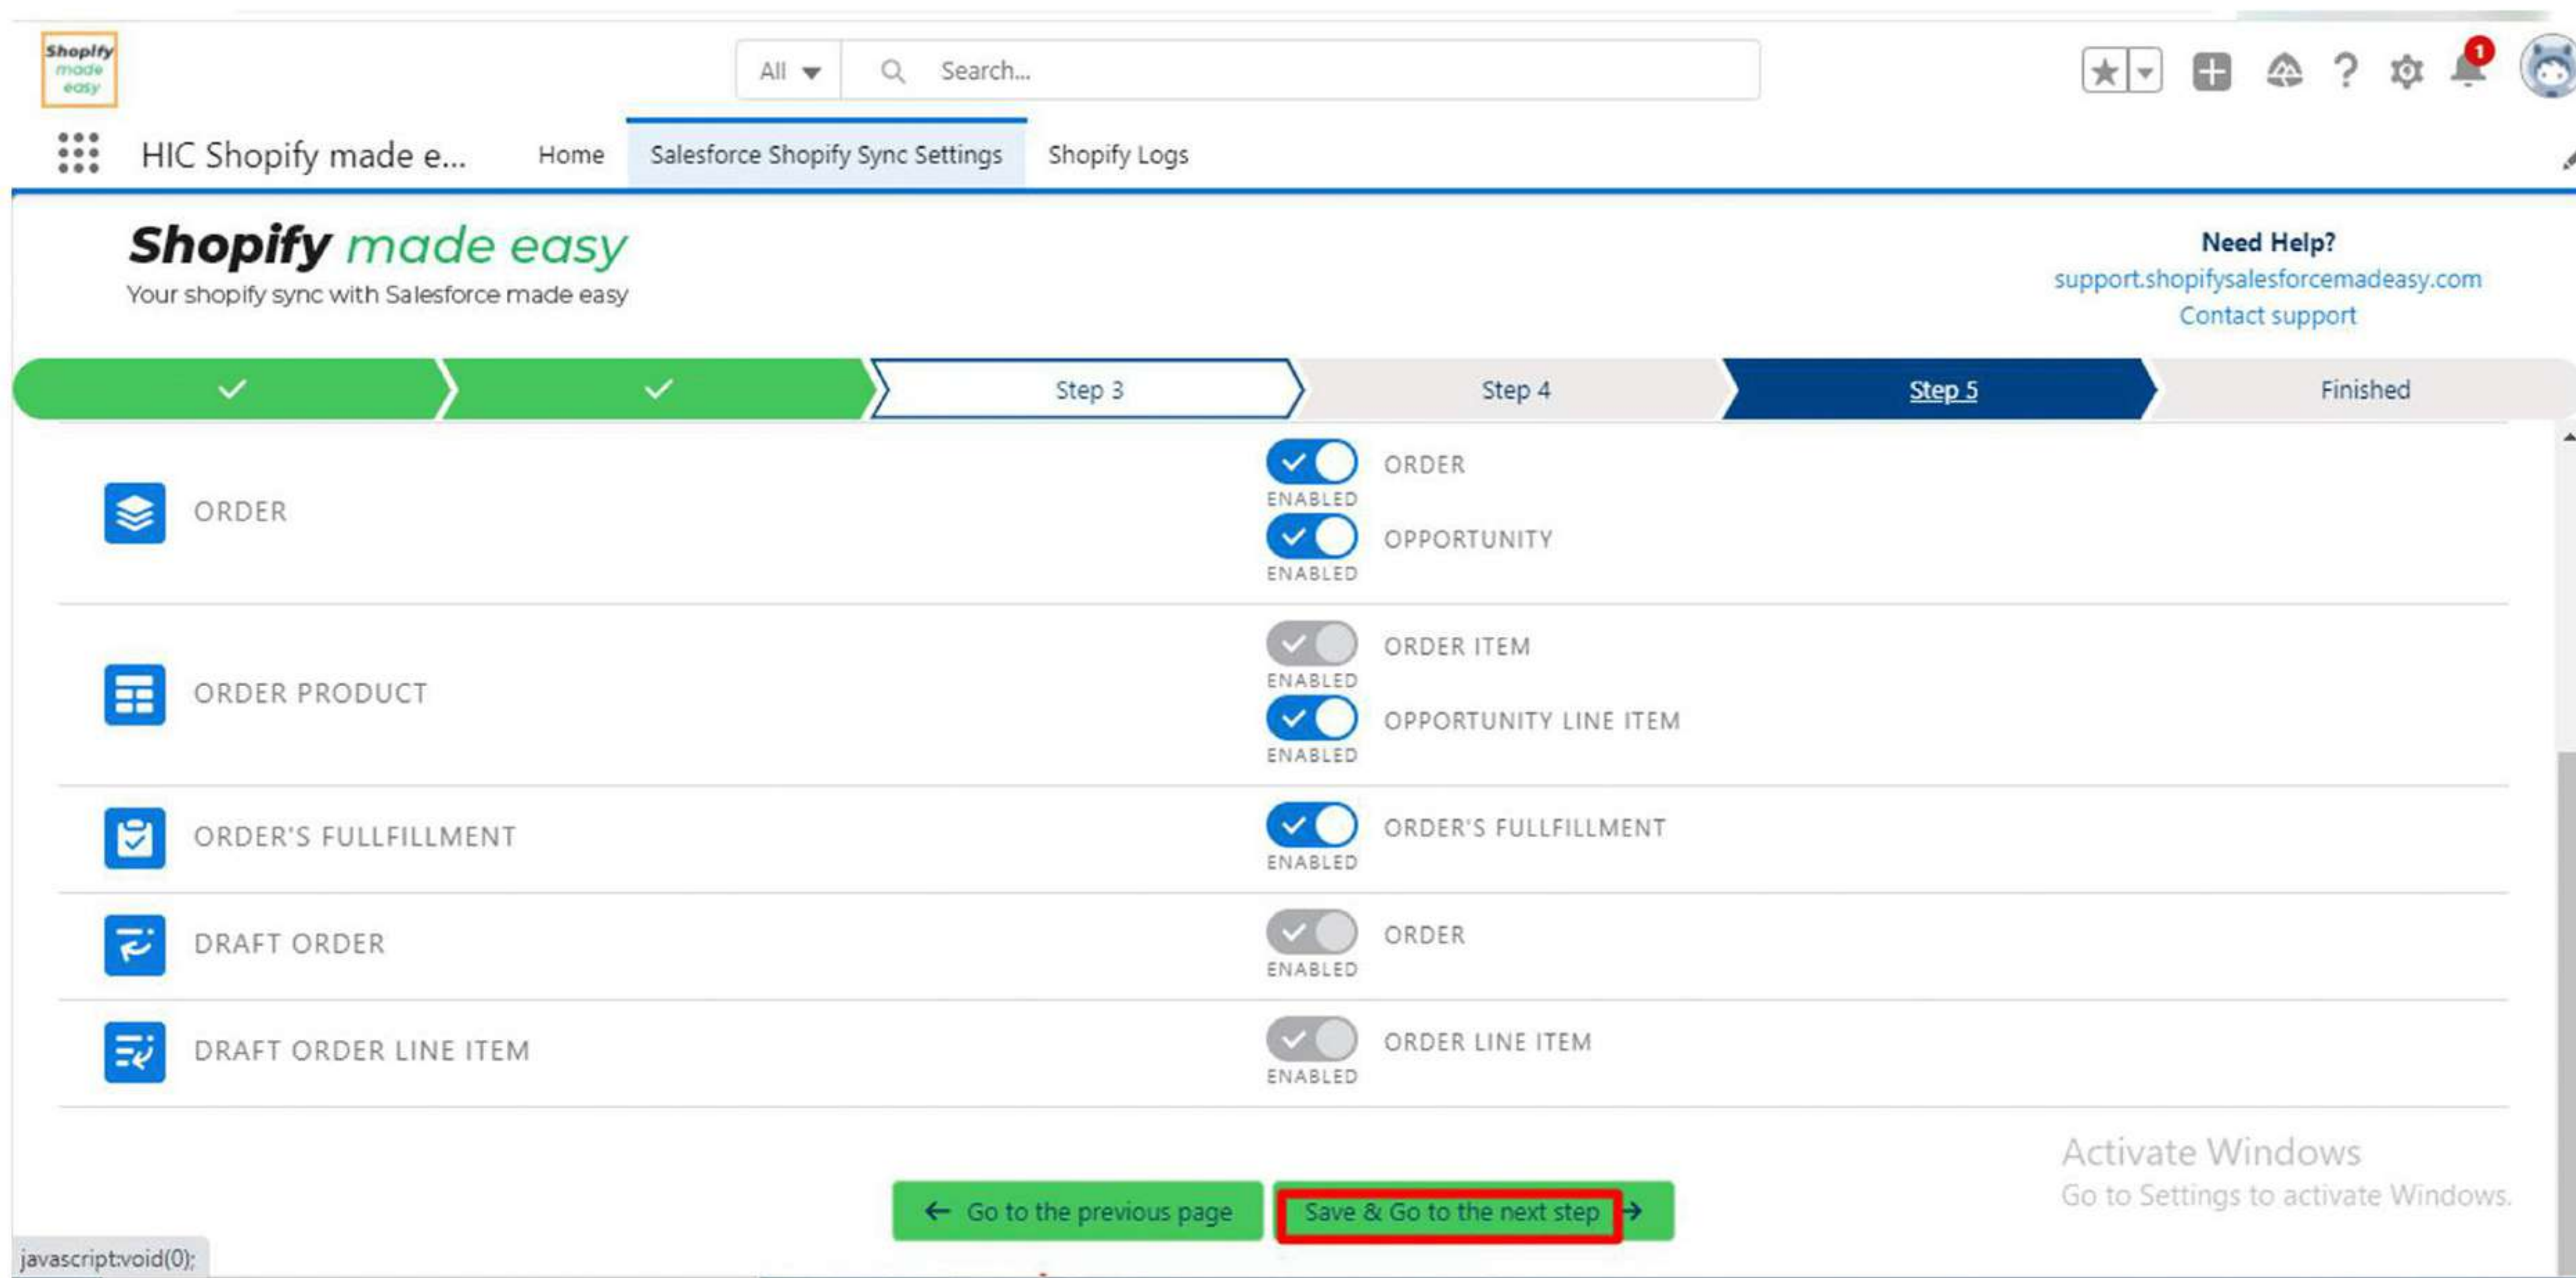 Shopify
made
easy
All
Search...
1
HIC Shopify made e...
Home
Salesforce Shopify Sync Settings
Shopify Logs
Shopify made easy
Your shopify sync with Salesforce made easy
Need Help?
support.shopifysalesforcemadeasy.com
Contact support
Step 3
Step 4
Step 5
Finished
ORDER
ENABLED
ORDER
OPPORTUNITY
ENABLED
ORDER ITEM
ENABLED
ORDER PRODUCT
OPPORTUNITY LINE ITEM
ENABLED
ORDER'S FULLFILLMENT
ORDER'S FULLFILLMENT
ENABLED
DRAFT ORDER
ORDER
ENABLED
DRAFT ORDER LINE ITEM
ORDER LINE ITEM
ENABLED
Activate Windows
Go to Settings to activate Windows.
Go to the previous page
Save & Go to the next step
javascript:void(0);